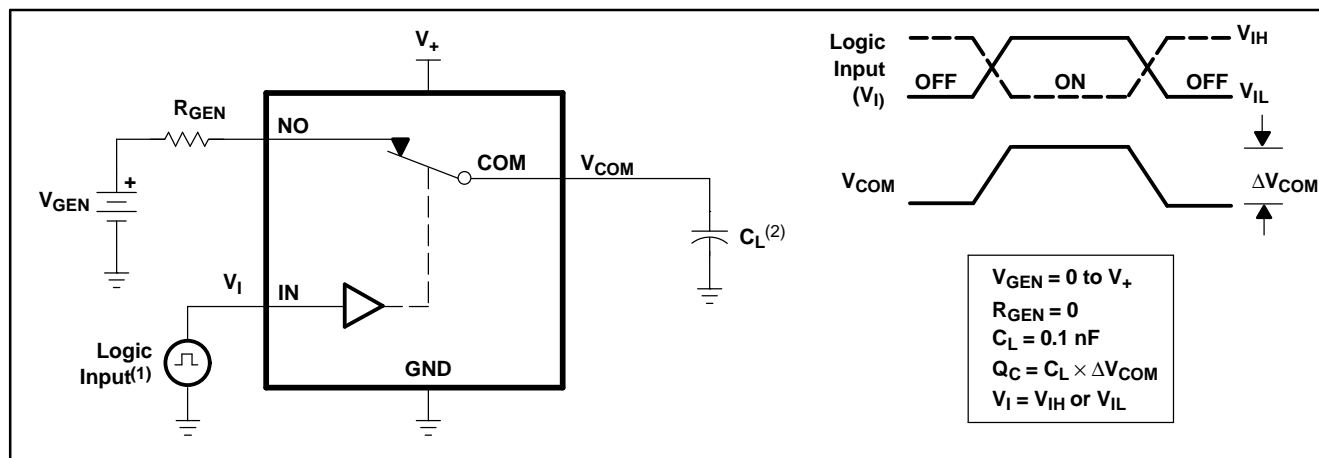 V+
RGEN
NO
COM
VCOM
VGEN
+
CL(2)
VI
IN
Logic
Input(1)
GND
Logic
Input
(VI)
OFF
ON
OFF
VIH
VIL
VCOM
ΔVCOM
VGEN = 0 to V+
RGEN = 0
CL = 0.1 nF
QC = CL × ΔVCOM
VI = VIH or VIL